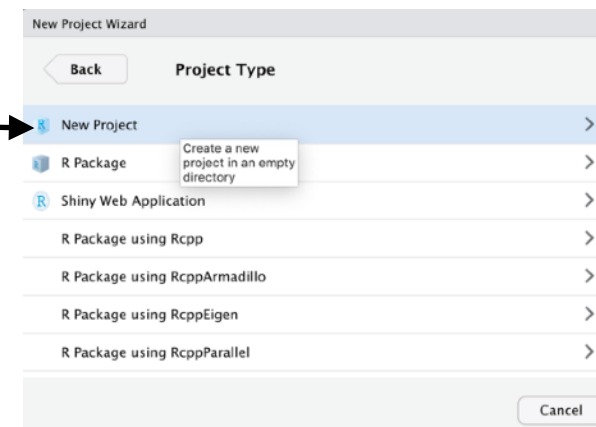 New Project Wizard
Back
Project Type
New Project
Create a new
project in an empty
directory
R Package
Shiny Web Application
R Package using Rcpp
R Package using RcppArmadillo
R Package using RcppEigen
R Package using RcppParallel
Cancel